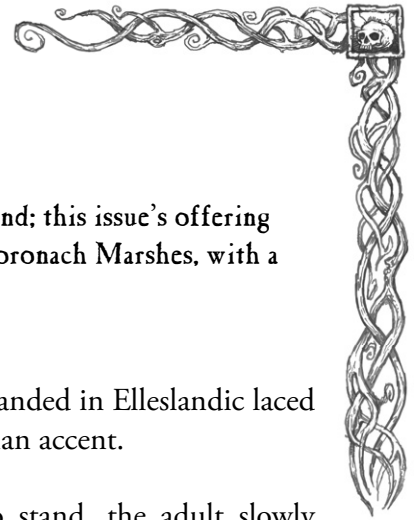 nd; this issue's offering
oronach Marshes, with a
anded in Elleslandic laced
an accent.
stand, the adult slowly